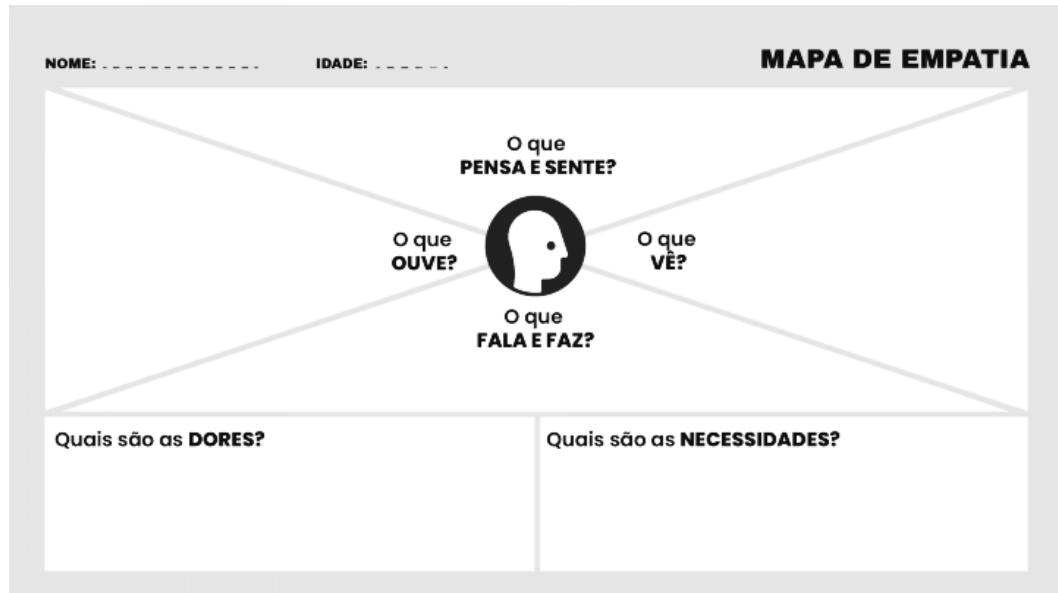 NOME: _ _ _ _ _ _ _ _ _ _ _ _ _ IDADE: _ _ _ _ _ _ MAPA DE EMPATIA
O que
PENSA E SENTE?
O que
OUVE?
O que
VÊ?
O que
FALA E FAZ?
Quais são as DORES?
Quais são as NECESSIDADES?